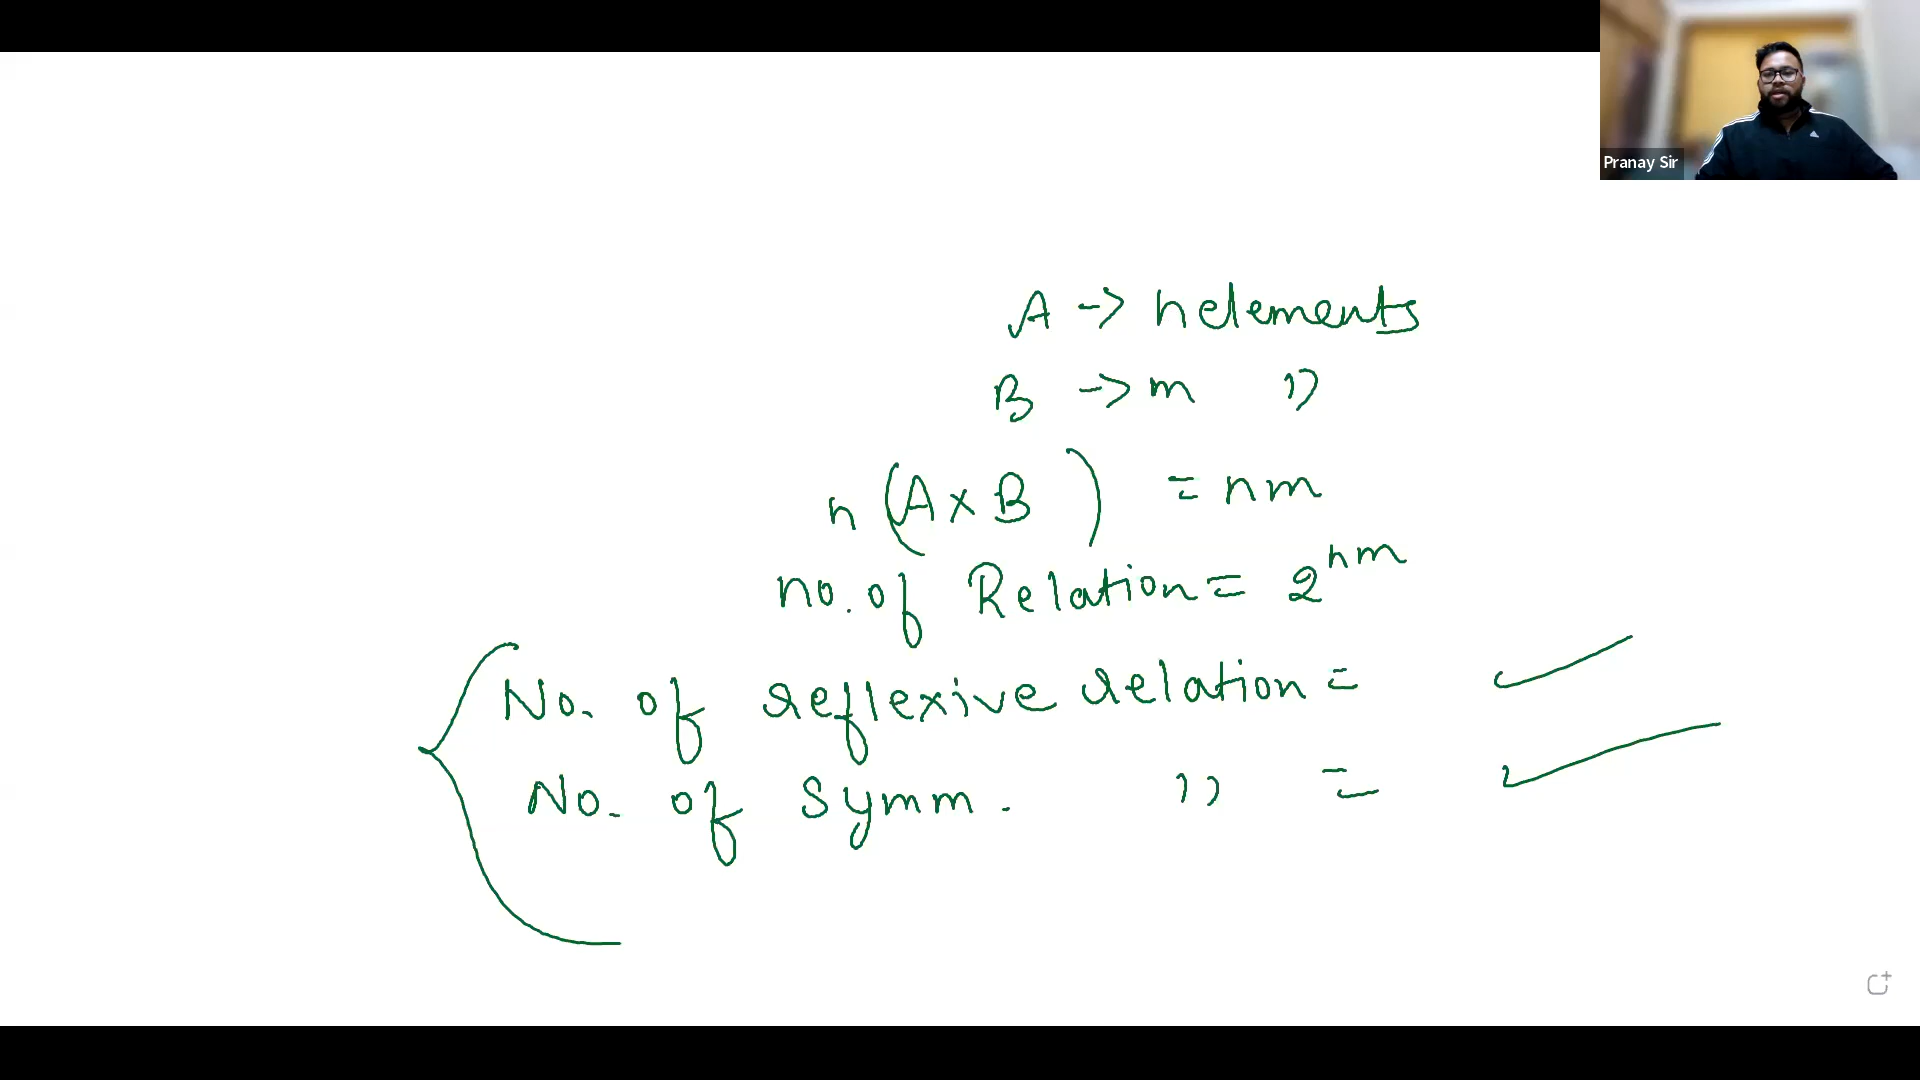 Pranay Sir
A -> n elements
B -> m ''
n (A x B) = nm
no. of Relation = 2^nm
No. of reflexive relation =
No. of Symm. '' =